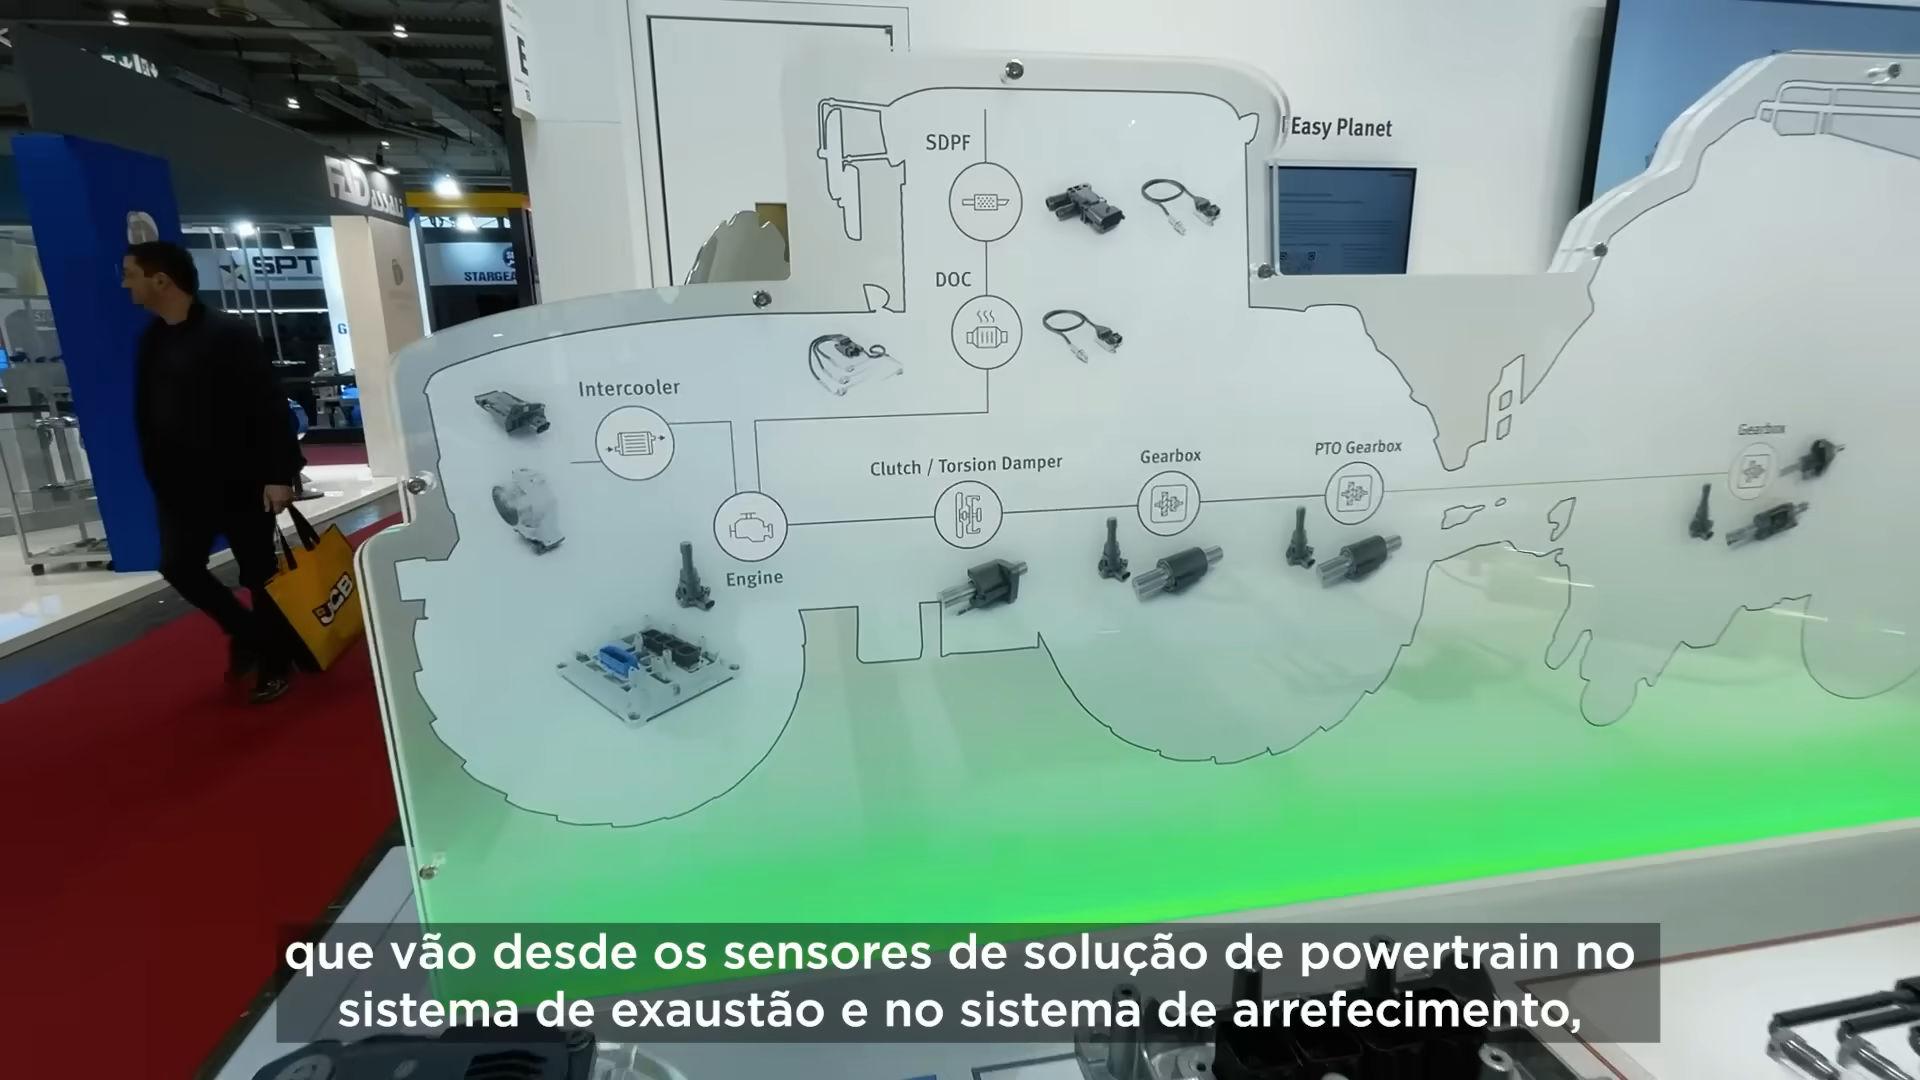 E
Easy Planet
SDPF
DOC
SPT
STARGEA
Intercooler
Clutch / Torsion Damper
Gearbox
PTO Gearbox
Gearbox
Engine
JCB
que vão desde os sensores de solução de powertrain no
sistema de exaustão e no sistema de arrefecimento,